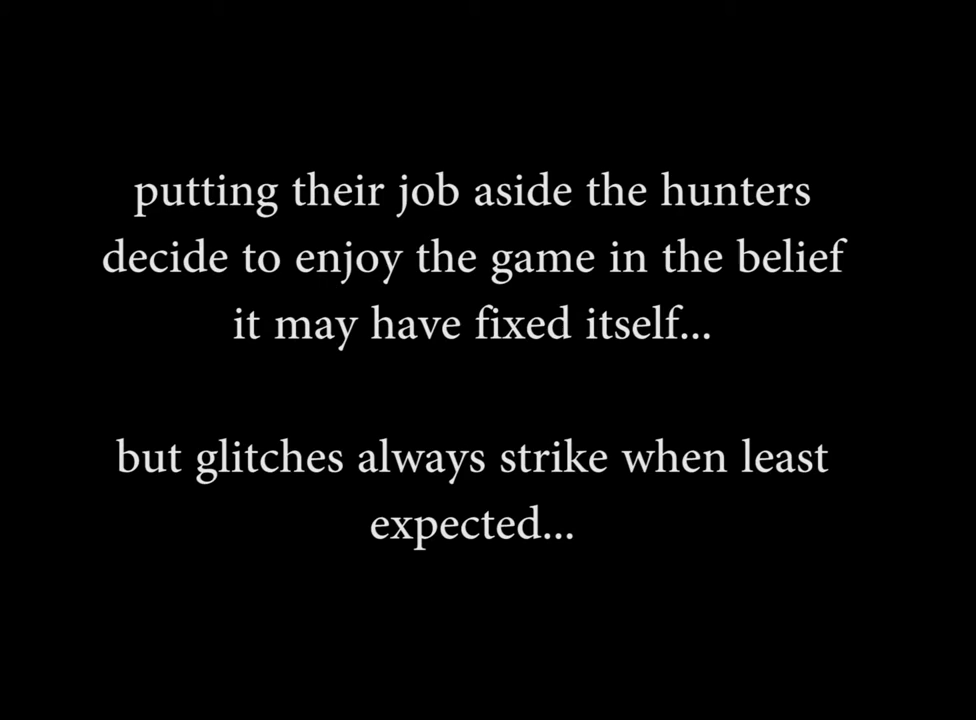 putting their job aside the hunters
decide to enjoy the game in the belief
it may have fixed itself...
but glitches always strike when least
expected...